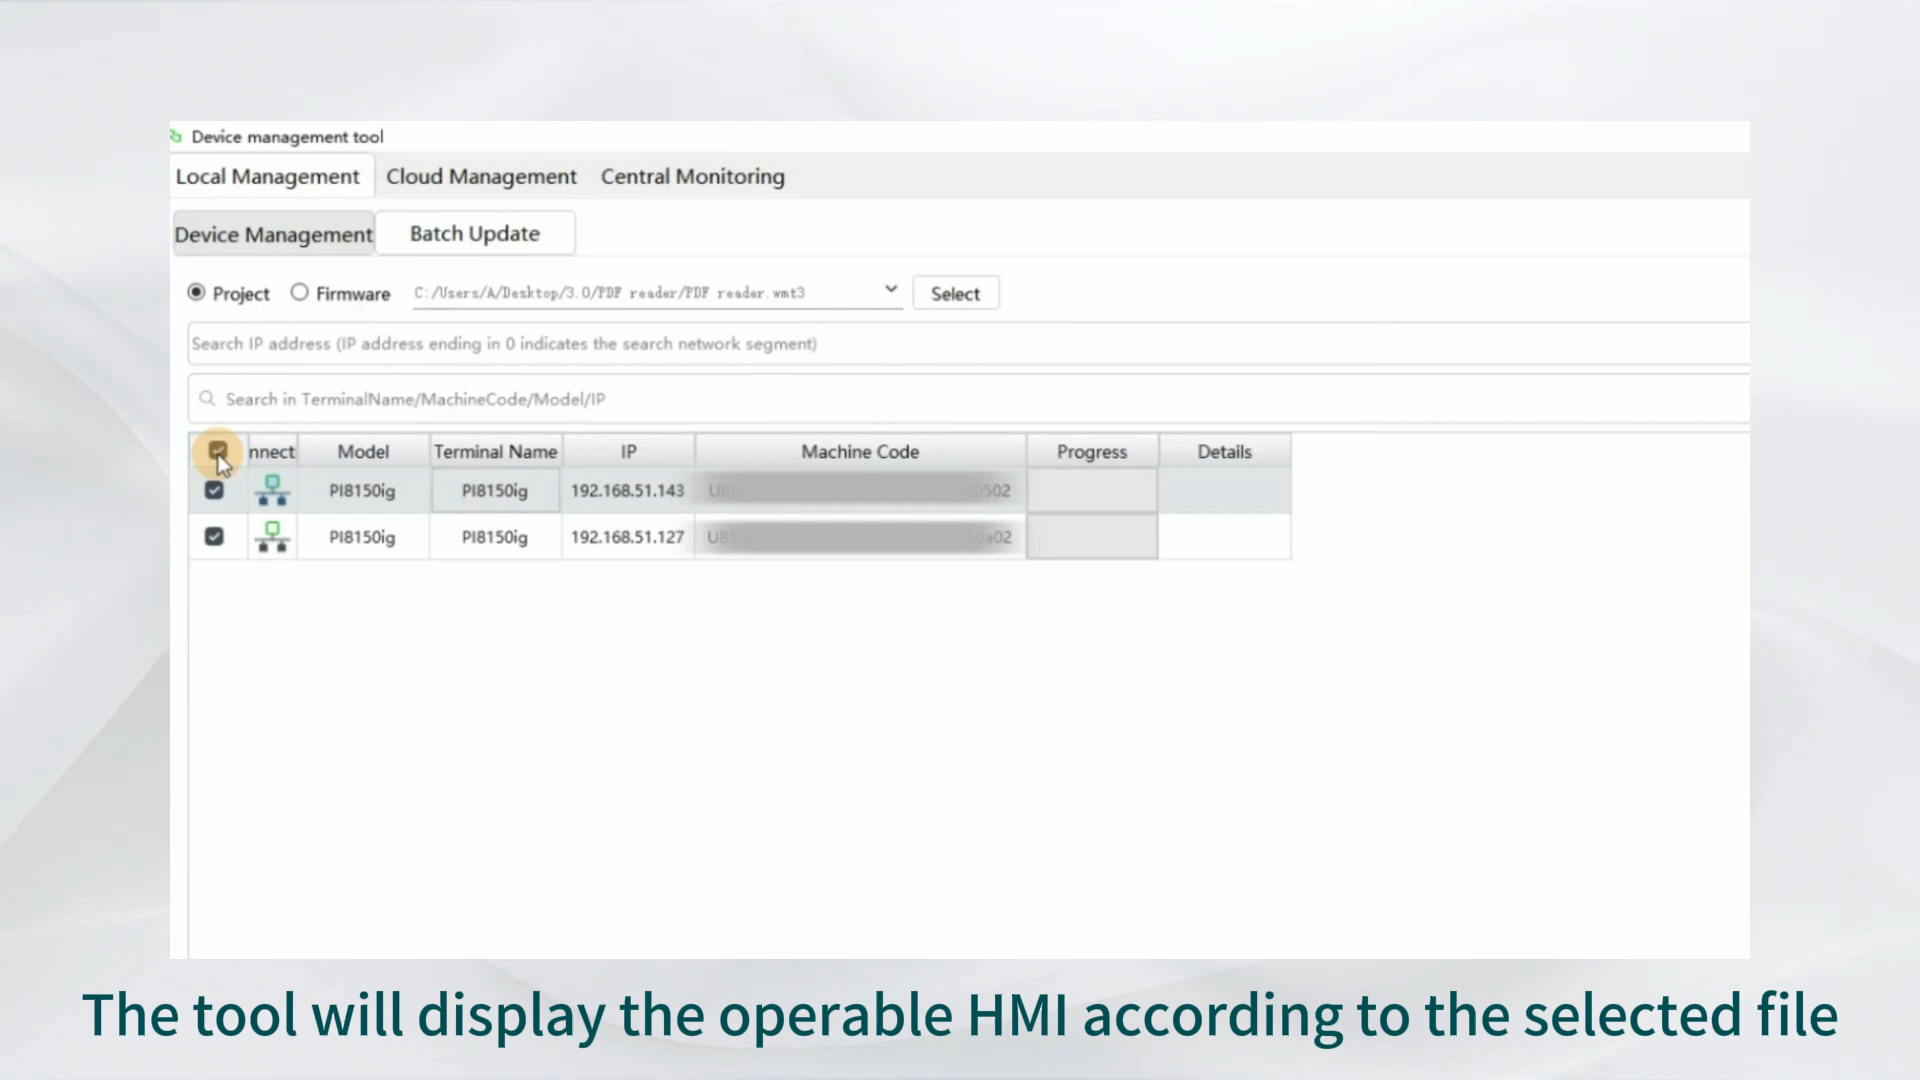 Device management tool
Local Management Cloud Management Central Monitoring
Device Management Batch Update
Project Firmware C:/Users/A/Desktop/3.0/PDF reader/PDF reader.wmt3 Select
Search IP address (IP address ending in 0 indicates the search network segment)
Search in TerminalName/MachineCode/Model/IP
nnect Model Terminal Name IP Machine Code Progress Details
PI8150ig PI8150ig 192.168.51.143 0502
PI8150ig PI8150ig 192.168.51.127 0a02
The tool will display the operable HMI according to the selected file